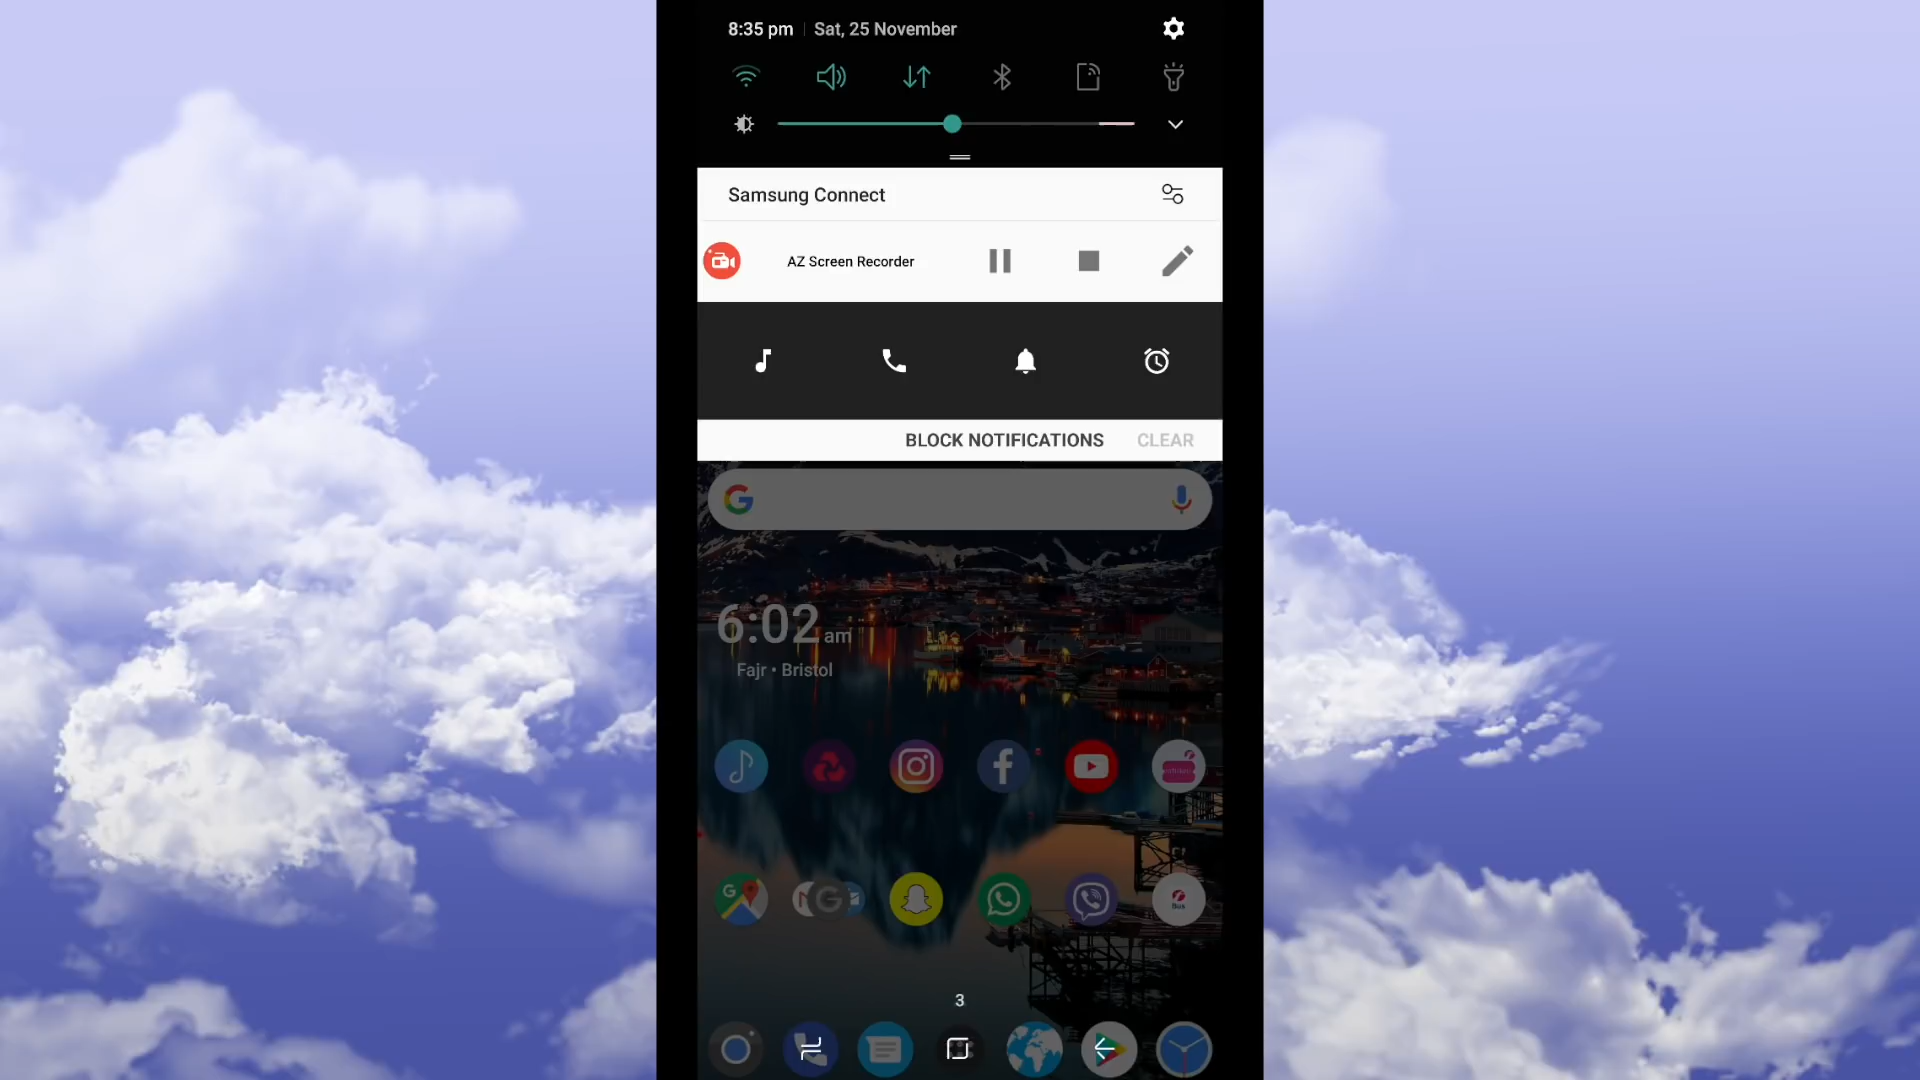 8:35 pm | Sat, 25 November
Samsung Connect
AZ Screen Recorder
BLOCK NOTIFICATIONS CLEAR
6:02 am
Fajr • Bristol
Bus
3